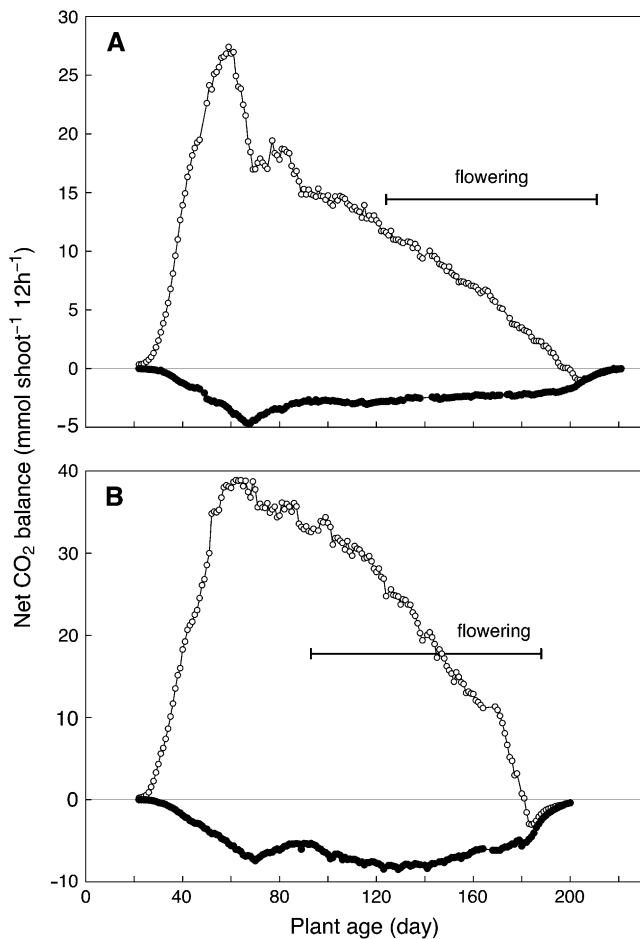 30
A
25
20
15
flowering
10
5
0
−5
40
B
30
20
flowering
10
0
−10
0 40 80 120 160 200
Plant age (day)
Net CO₂ balance (mmol shoot⁻¹ 12h⁻¹)